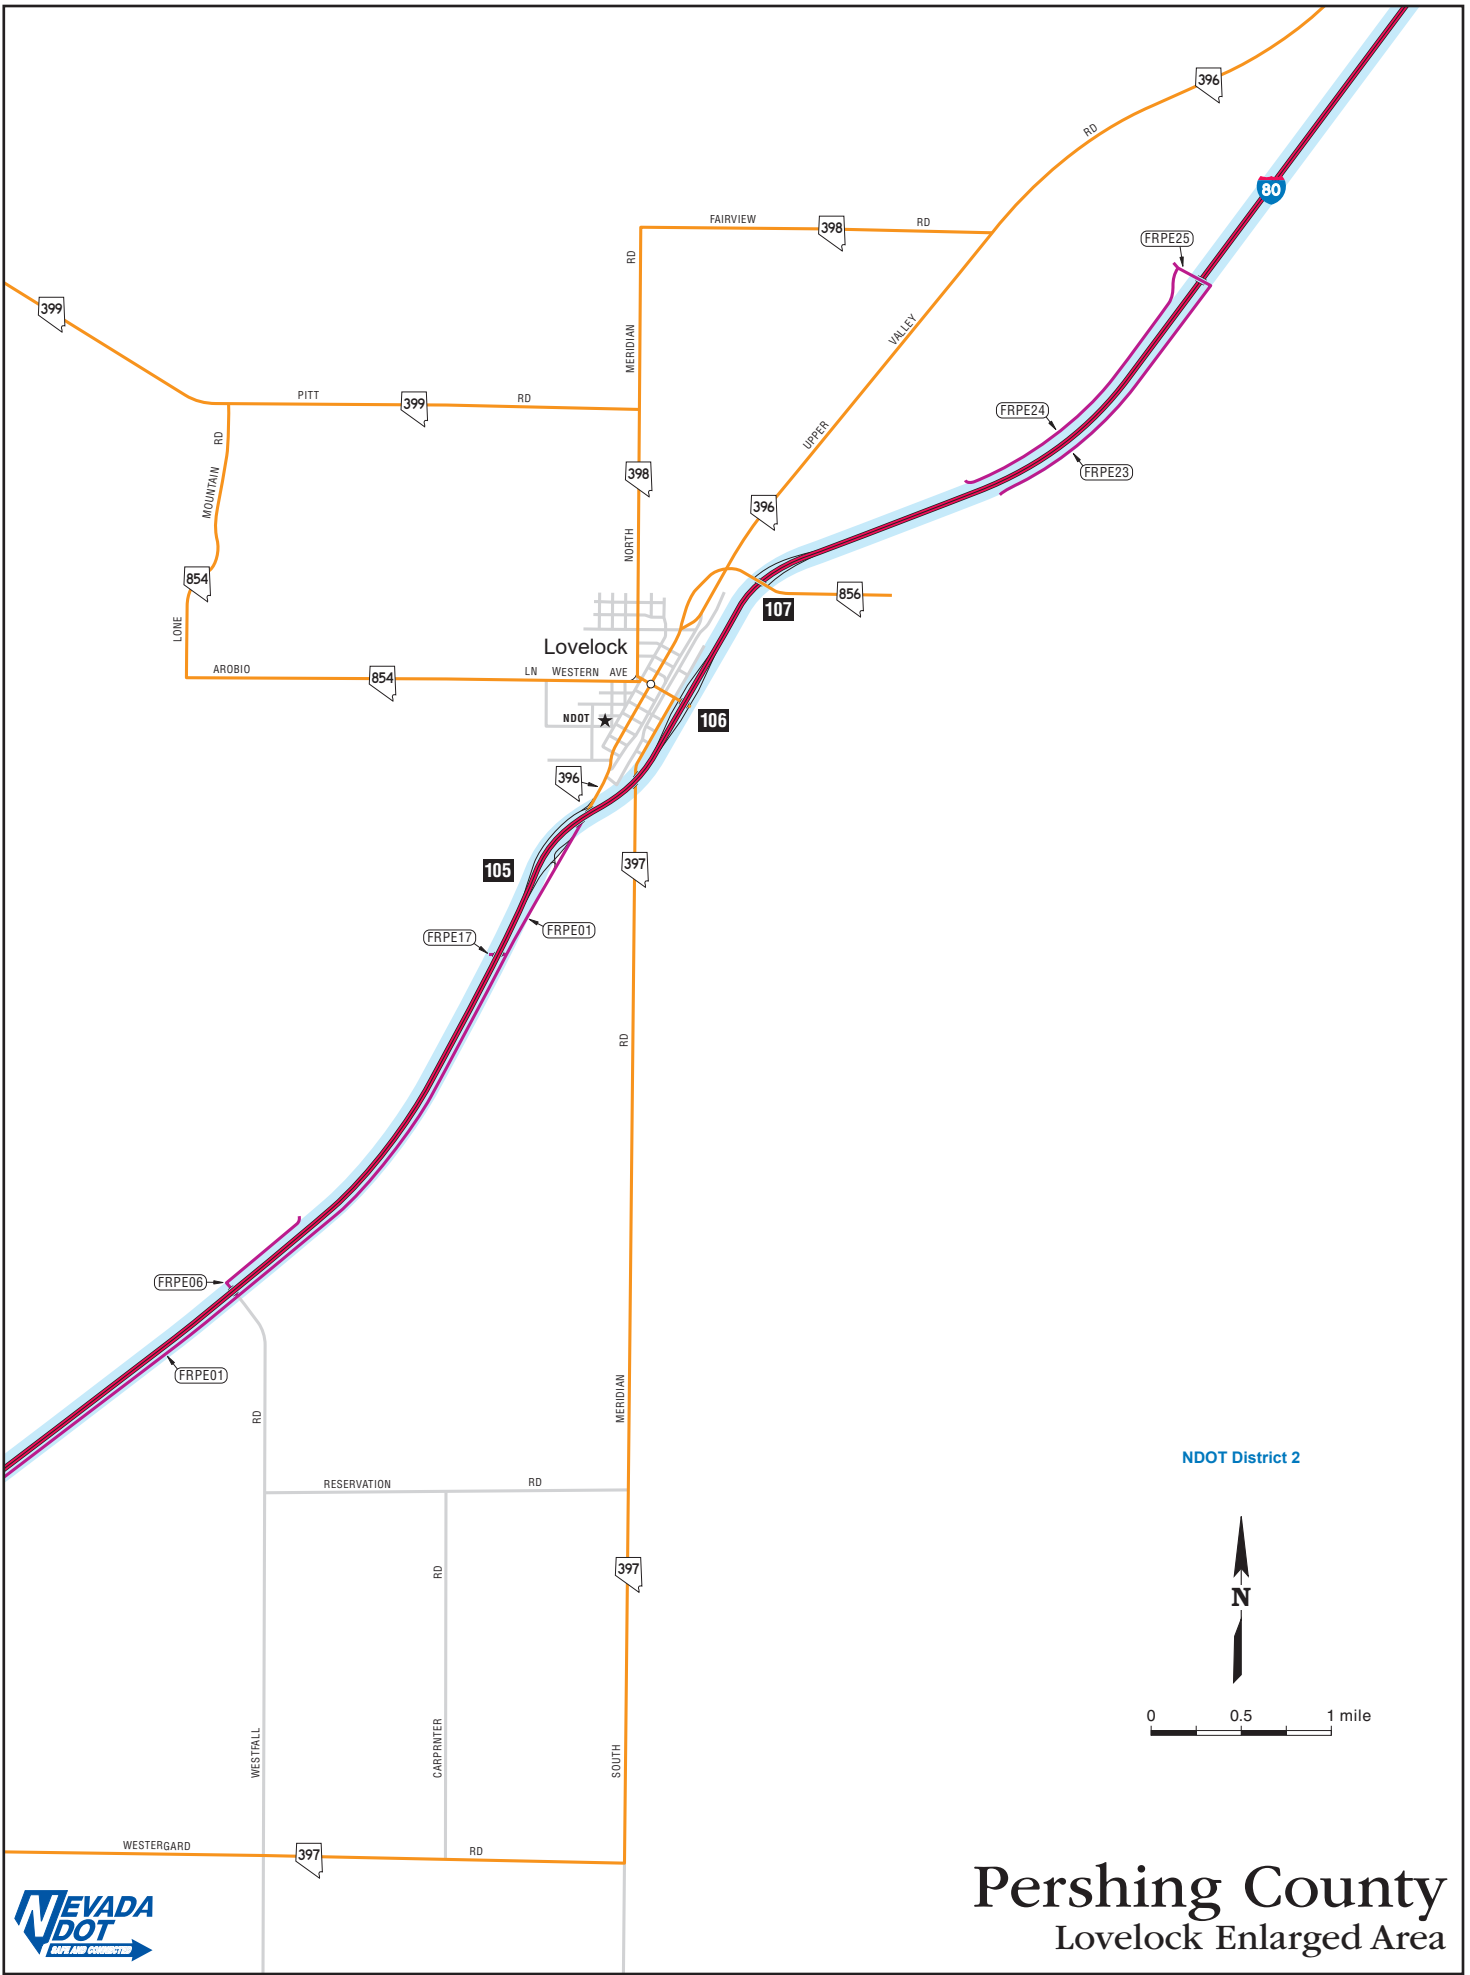 396
RD
80
FAIRVIEW
398
RD
FRPE25
RD
399
MERIDIAN
VALLEY
PITT
399
RD
FRPE24
RD
UPPER
FRPE23
398
MOUNTAIN
396
NORTH
854
856
107
LONE
Lovelock
AROBIO
854
LN WESTERN AVE
NDOT
106
396
105
397
FRPE01
FRPE17
RD
FRPE06
FRPE01
MERIDIAN
RD
NDOT District 2
RESERVATION
RD
397
RD
N
0 0.5 1 mile
WESTFALL
CARPRNTER
SOUTH
WESTERGARD
397
RD
NEVADA
DOT
SAFE AND CONNECTED
Pershing County
Lovelock Enlarged Area